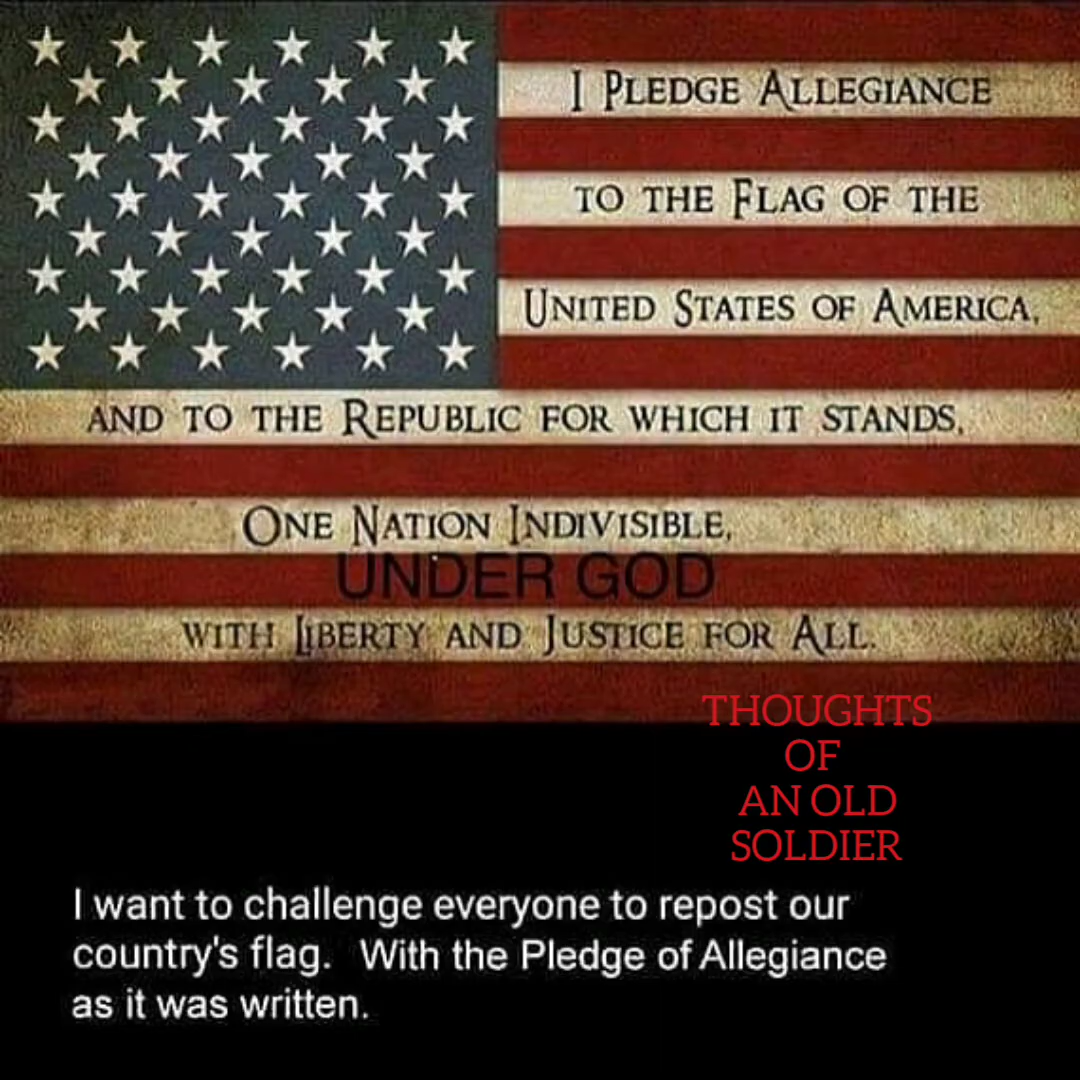 I Pledge Allegiance
to the Flag of the
United States of America,
and to the Republic for which it stands,
One Nation Indivisible,
UNDER GOD
with Liberty and Justice for All.
THOUGHTS
OF
AN OLD
SOLDIER
I want to challenge everyone to repost our
country's flag. With the Pledge of Allegiance
as it was written.